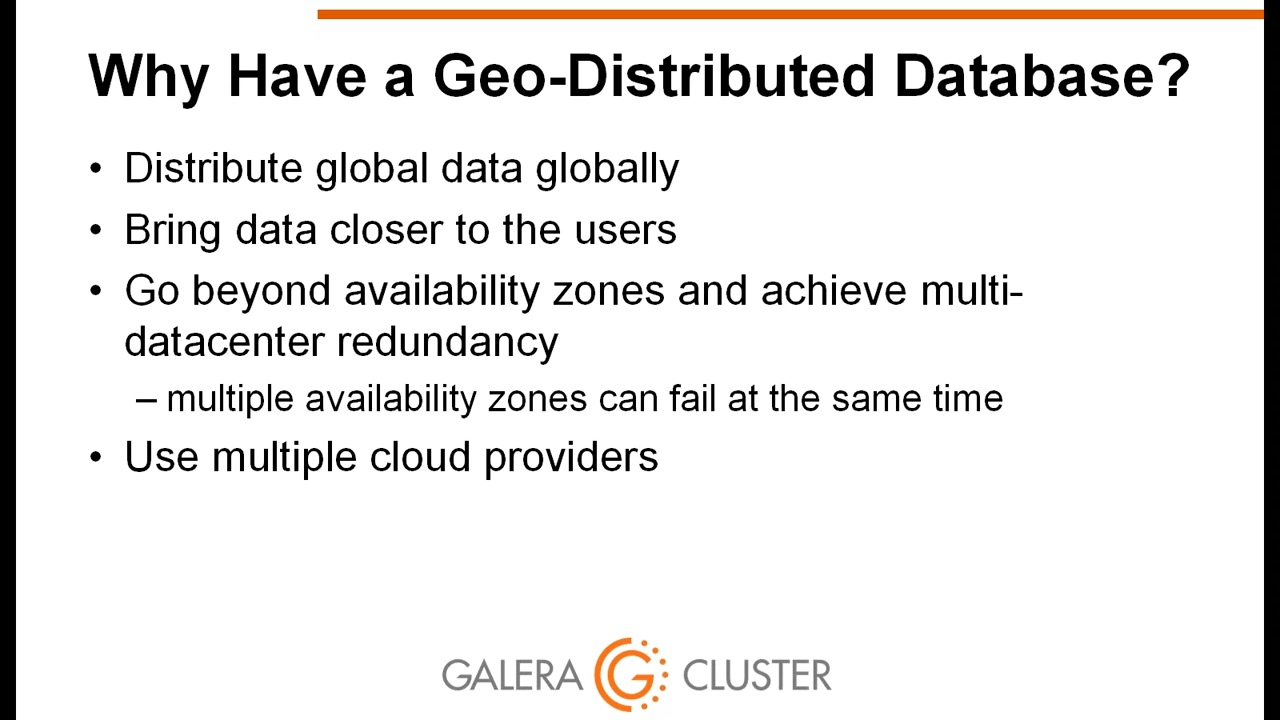 Why Have a Geo-Distributed Database?
• Distribute global data globally
• Bring data closer to the users
• Go beyond availability zones and achieve multi-
datacenter redundancy
– multiple availability zones can fail at the same time
• Use multiple cloud providers
GALERA CLUSTER